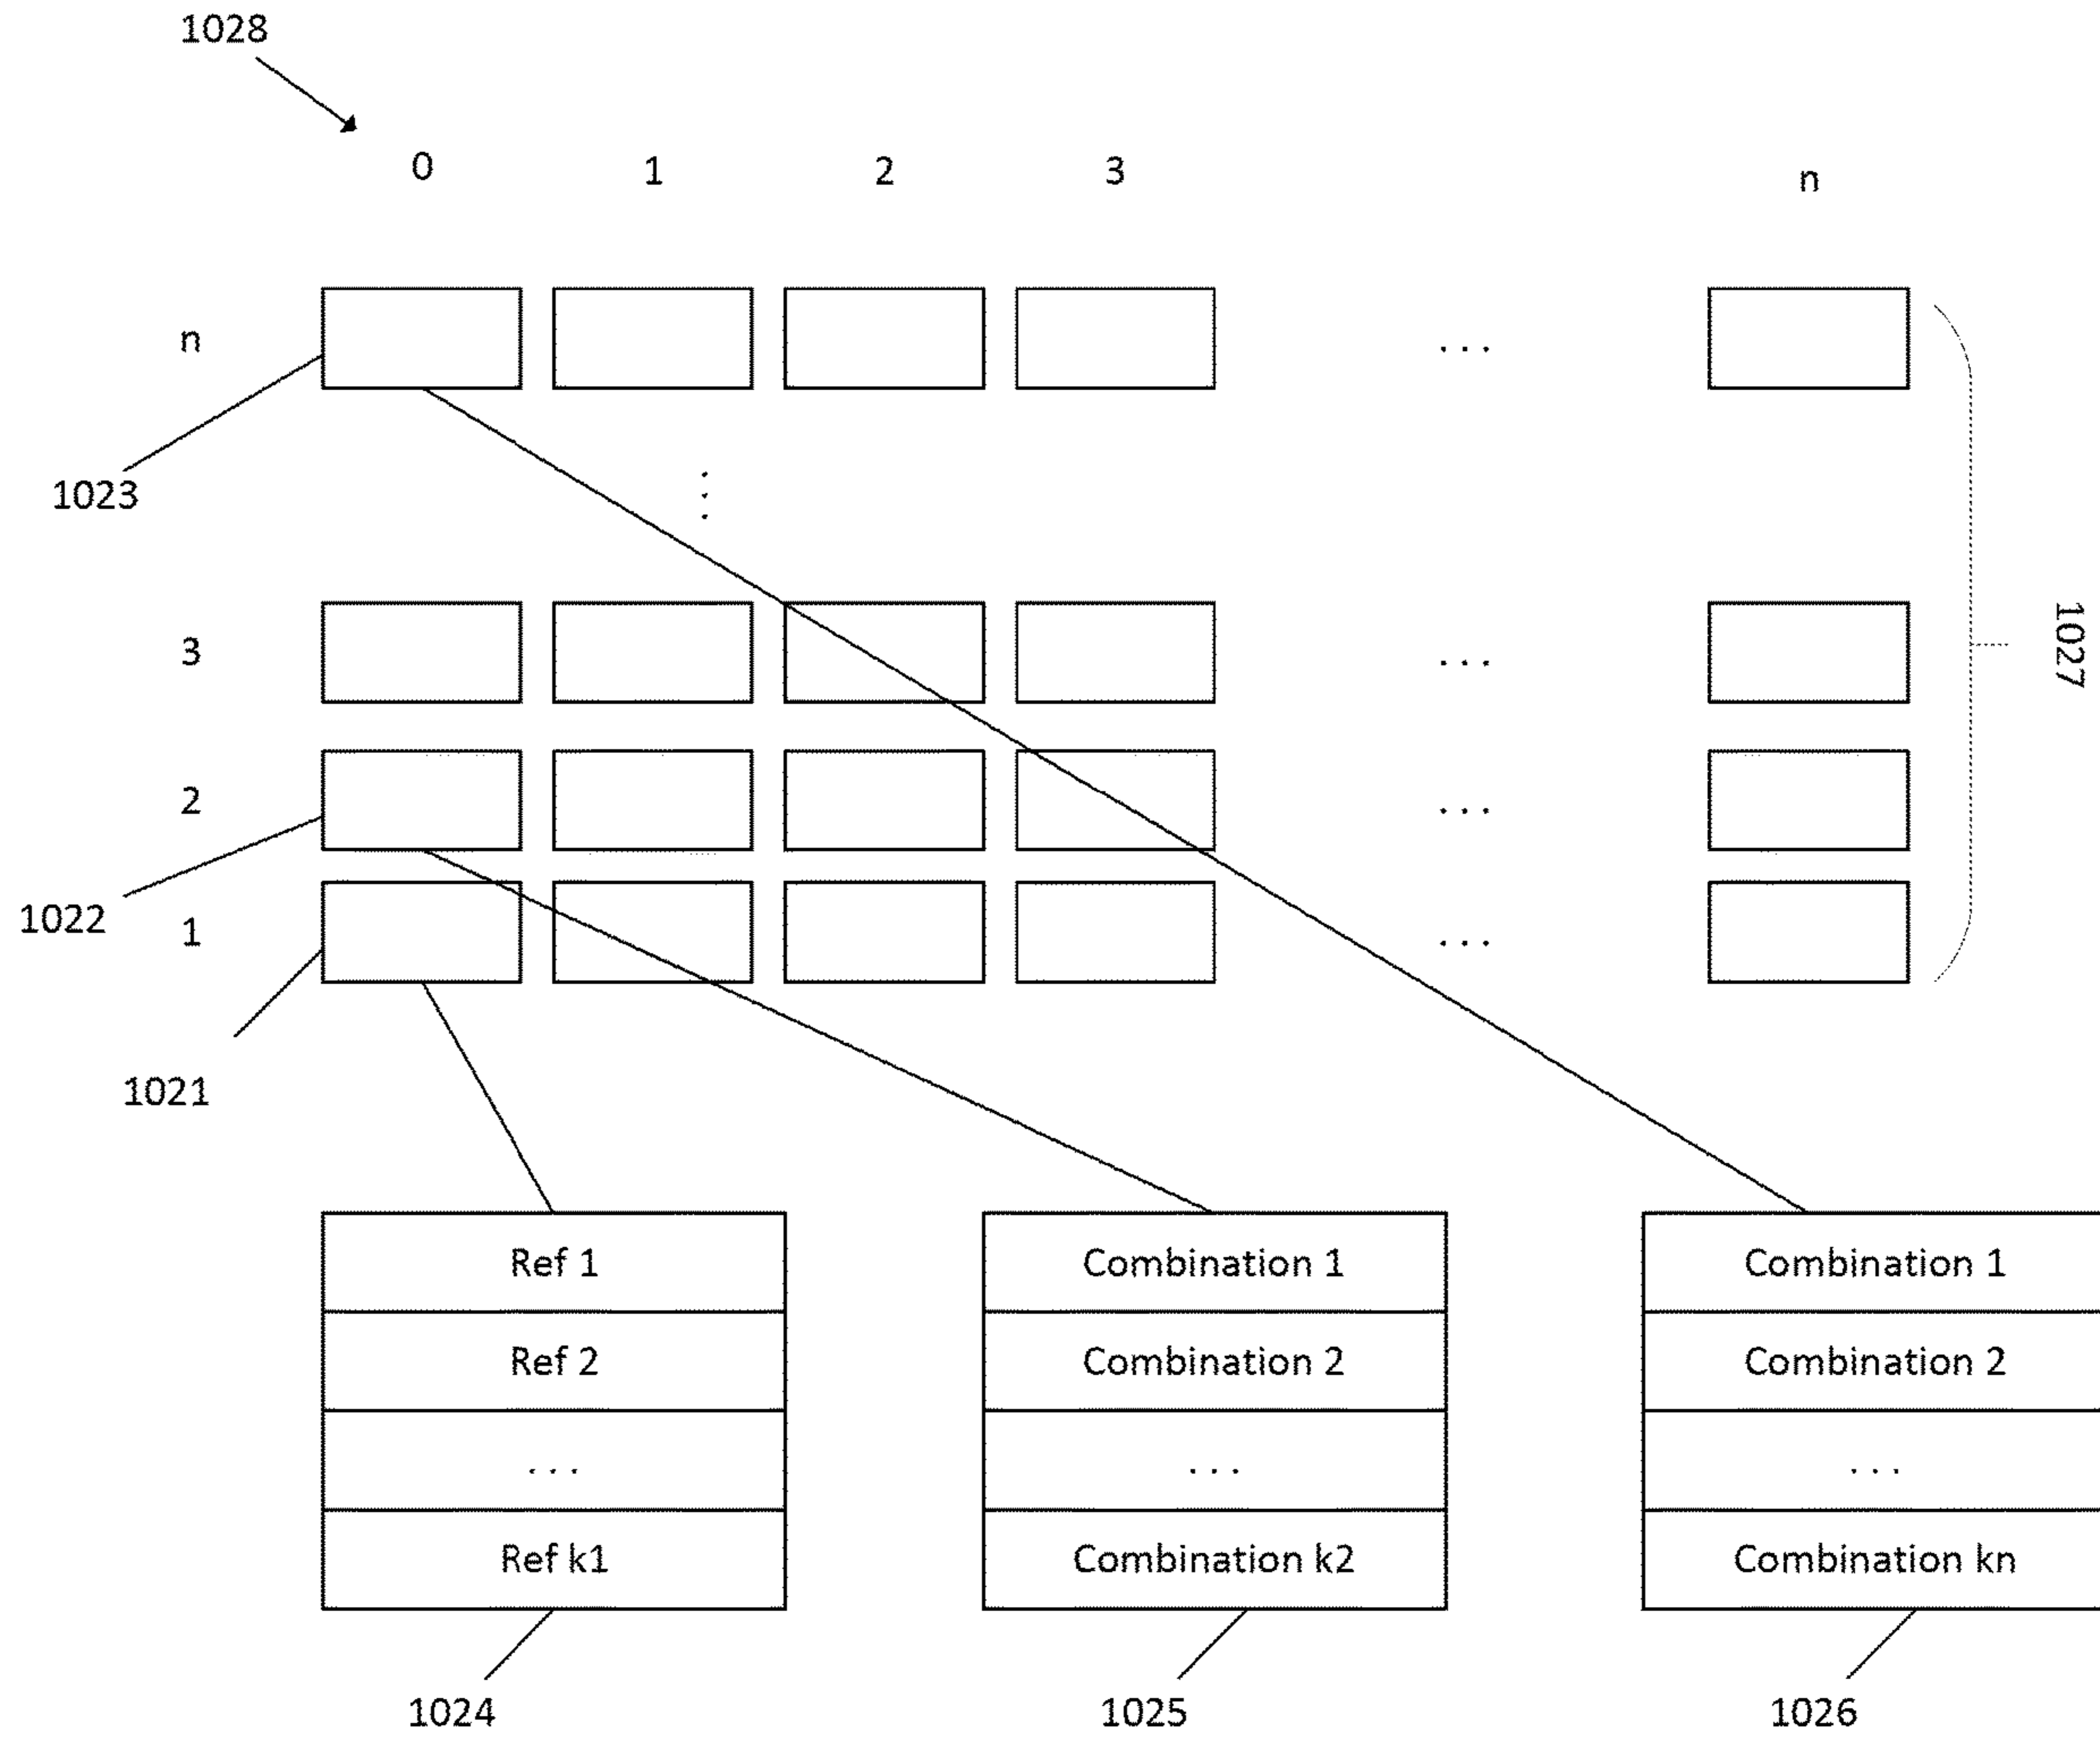 1028
0 1 2 3 n
n ...
1023
⋮
3 ...
1027
2 ...
1022
1 ...
1021
Ref 1 Combination 1 Combination 1
Ref 2 Combination 2 Combination 2
... ... ...
Ref k1 Combination k2 Combination kn
1024 1025 1026